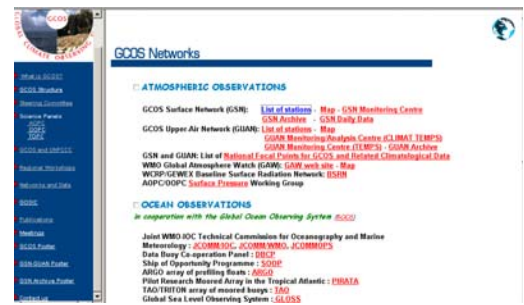 GCOS
GLOBAL CLIMATE OBSERVING
What is GCOS?
GCOS Structure
Steering Committee
Science Panels
AOPC
OOPC
TOPC
GCOS and UNFCCC
Regional Workshops
Networks and Data
GOSIC
Publications
Meetings
GCOS Poster
GSN-GUAN Poster
GSN Archive Poster
Contact us
GCOS Networks
ATMOSPHERIC OBSERVATIONS
GCOS Surface Network (GSN): List of stations - Map - GSN Monitoring Centre
GSN Archive - GSN Daily Data
GCOS Upper Air Network (GUAN): List of stations - Map
GUAN Monitoring/Analysis Centre (CLIMAT TEMPS)
GUAN Monitoring Centre (TEMPS) - GUAN Archive
GSN and GUAN: List of National Focal Points for GCOS and Related Climatological Data
WMO Global Atmosphere Watch (GAW): GAW web site - Map
WCRP/GEWEX Baseline Surface Radiation Network: BSRN
AOPC/OOPC Surface Pressure Working Group
OCEAN OBSERVATIONS
in cooperation with the Global Ocean Observing System (GOOS)
Joint WMO-IOC Technical Commission for Oceanography and Marine
Meteorology : JCOMM/IOC, JCOMM/WMO, JCOMMOPS
Data Buoy Co-operation Panel : DBCP
Ship of Opportunity Programme : SOOP
ARGO array of profiling floats : ARGO
Pilot Research Moored Array in the Tropical Atlantic : PIRATA
TAO/TRITON array of moored buoys : TAO
Global Sea Level Observing System : GLOSS